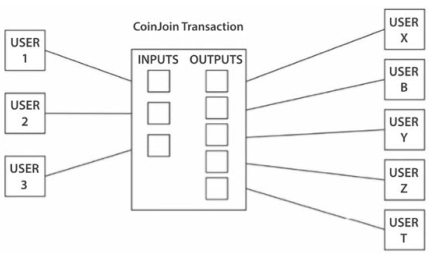 CoinJoin Transaction
INPUTS OUTPUTS
USER
1
USER
2
USER
3
USER
X
USER
B
USER
Y
USER
Z
USER
T